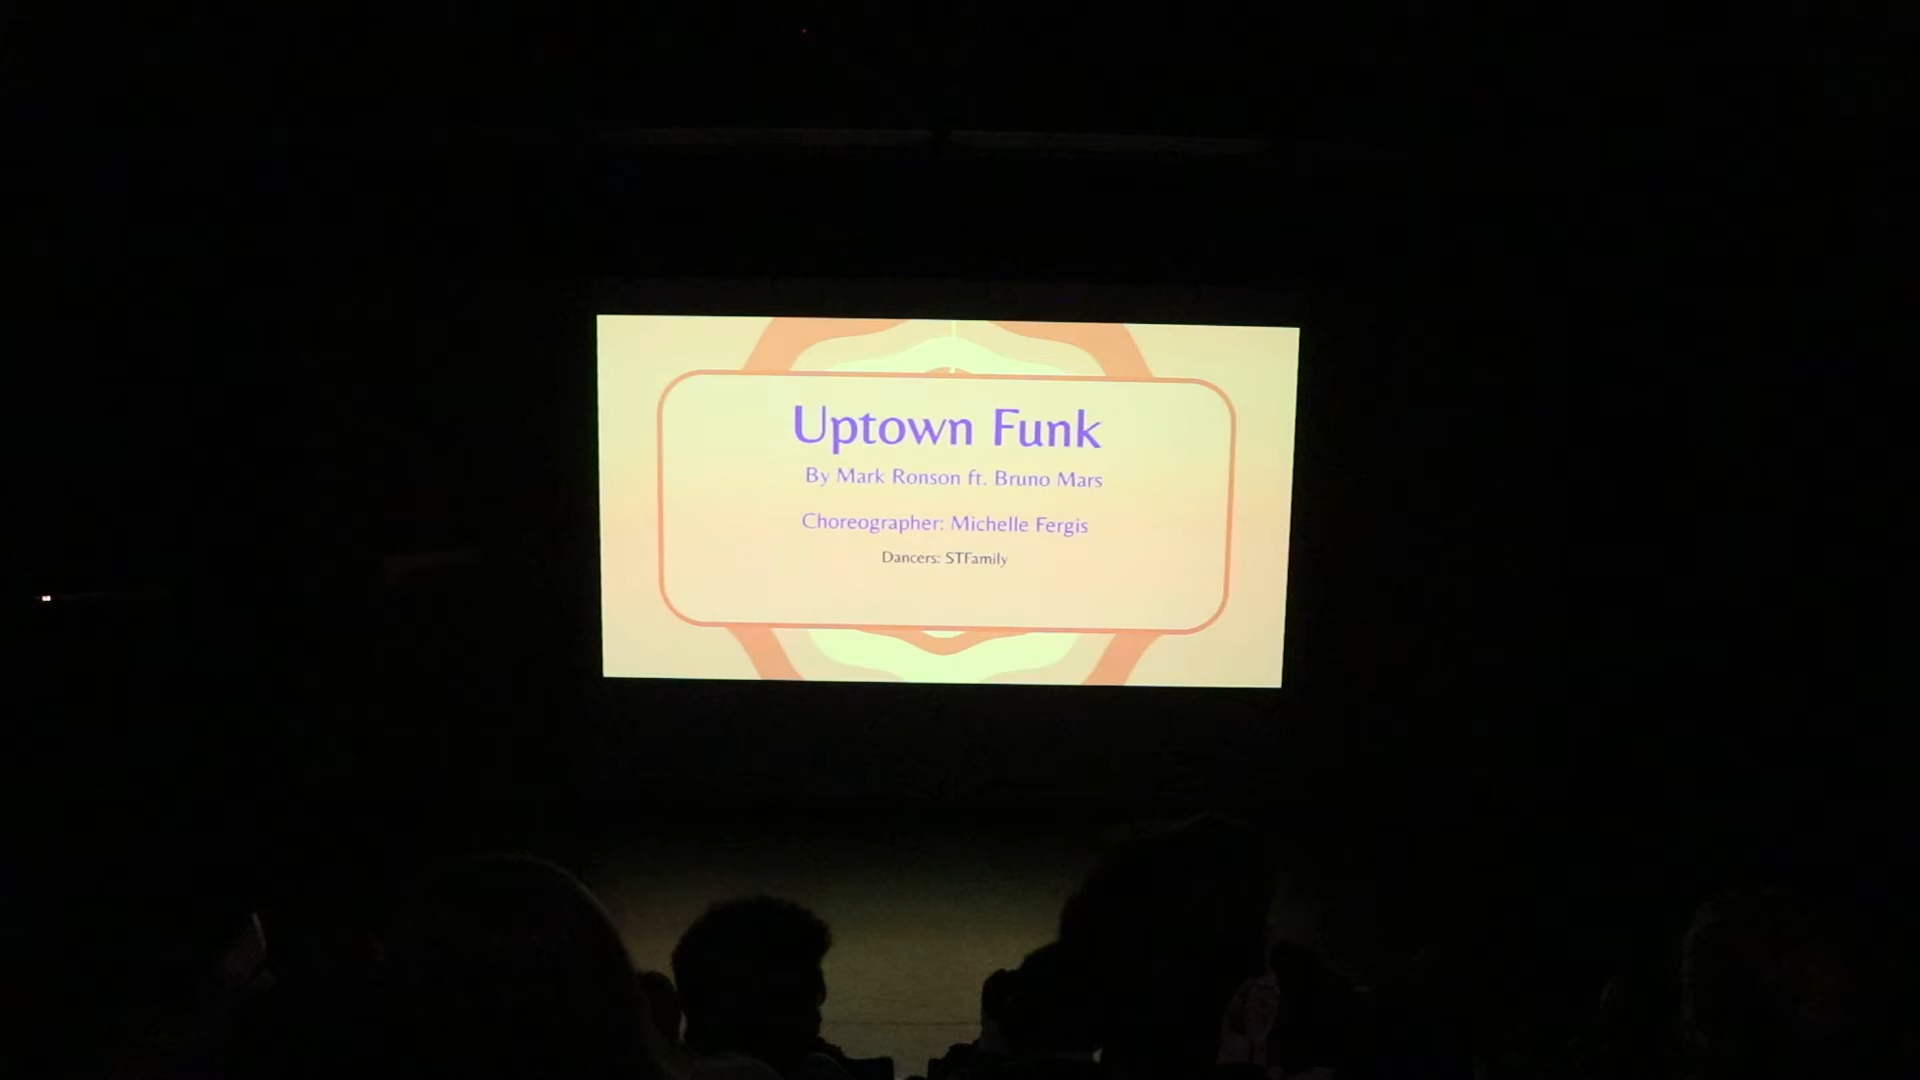 Uptown Funk
By Mark Ronson ft. Bruno Mars
Choreographer: Michelle Fergis
Dancers: STFamily